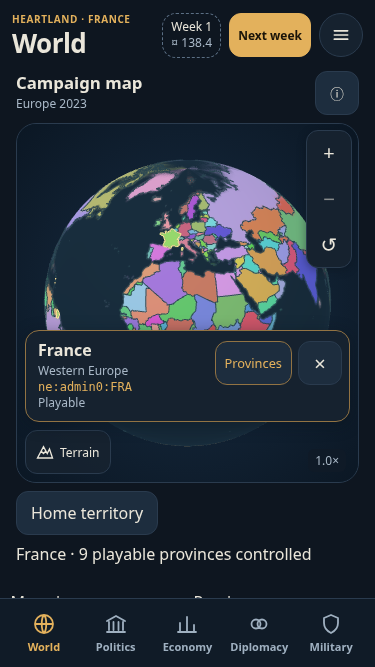 HEARTLAND · FRANCE
World
Week 1
¤ 138.4
Next week
Campaign map
Europe 2023
France
Western Europe
ne:admin0:FRA
Playable
Provinces
Terrain
1.0×
Home territory
France · 9 playable provinces controlled
World
Politics
Economy
Diplomacy
Military